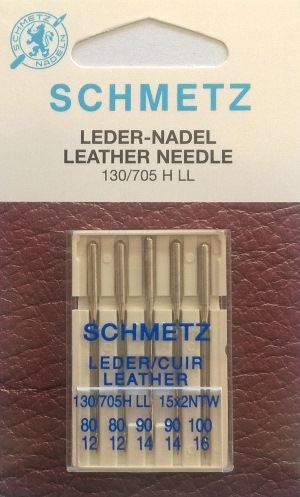 SCHMETZ
NADELN
SCHMETZ
LEDER-NADEL
LEATHER NEEDLE
130/705 H LL
SCHMETZ
LEDER/CUIR
LEATHER
130/705H LL 15x2NTW
80 80 90 90 100
12 12 14 14 16